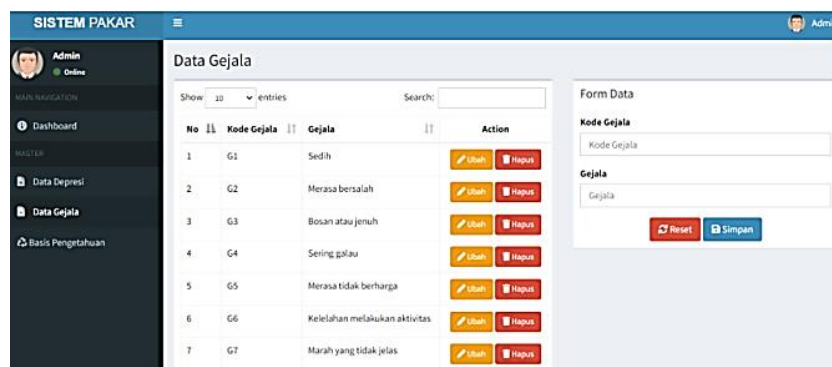 SISTEM PAKAR
Admi
Admin
Online
MAIN NAVIGATION
Dashboard
MASTER
Data Depresi
Data Gejala
Basis Pengetahuan
Data Gejala
Show 10 entries Search:
No Kode Gejala Gejala Action
1 G1 Sedih Ubah Hapus
2 G2 Merasa bersalah Ubah Hapus
3 G3 Bosan atau jenuh Ubah Hapus
4 G4 Sering galau Ubah Hapus
5 G5 Merasa tidak berharga Ubah Hapus
6 G6 Kelelahan melakukan aktivitas Ubah Hapus
7 G7 Marah yang tidak jelas Ubah Hapus
Form Data
Kode Gejala
Kode Gejala
Gejala
Gejala
Reset Simpan